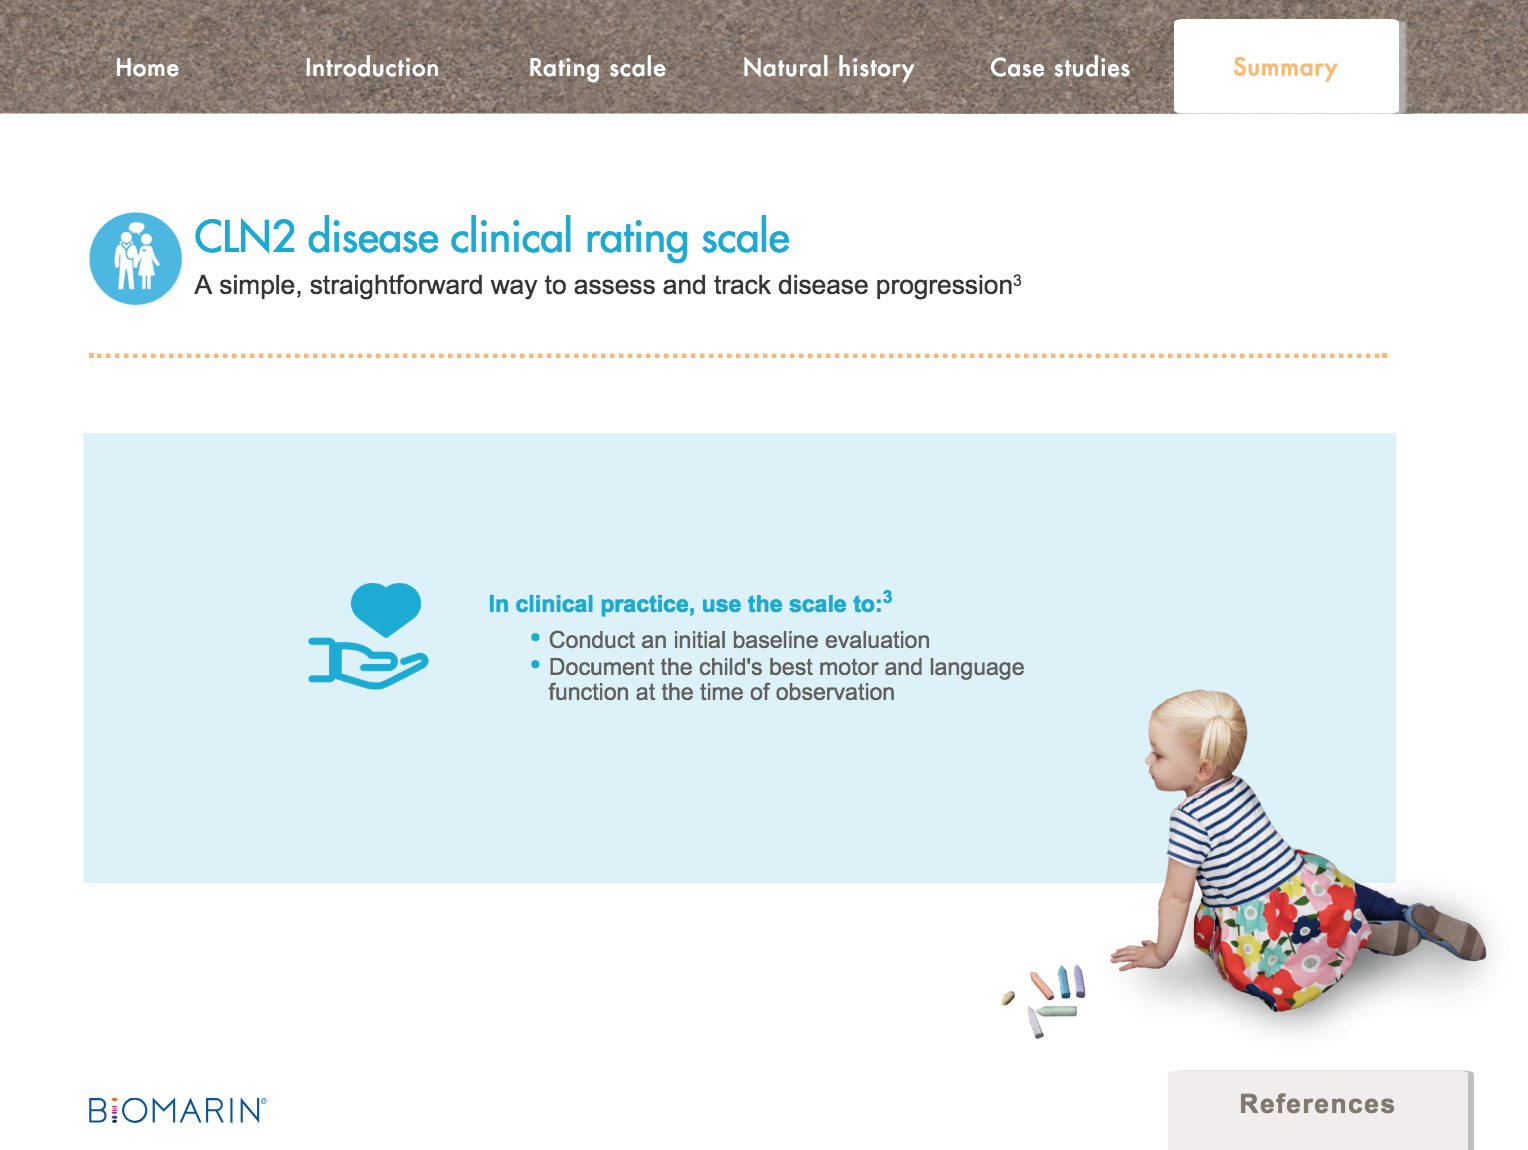 Home
Introduction
Rating scale
Natural history
Case studies
Summary
CLN2 disease clinical rating scale
A simple, straightforward way to assess and track disease progression³
In clinical practice, use the scale to:³
• Conduct an initial baseline evaluation
• Document the child's best motor and language
function at the time of observation
BIOMARIN®
References